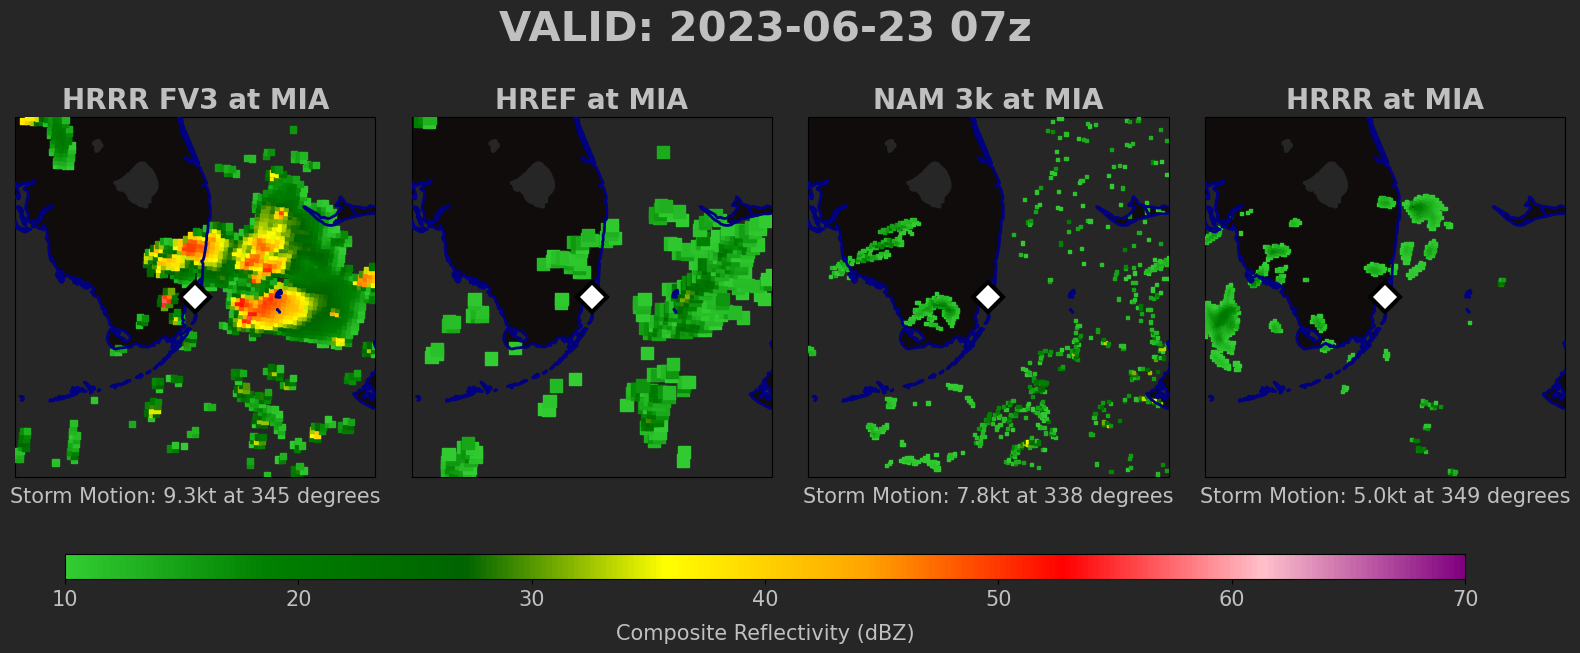 VALID: 2023-06-23 07z
HRRR FV3 at MIA
HREF at MIA
NAM 3k at MIA
HRRR at MIA
Storm Motion: 9.3kt at 345 degrees
Storm Motion: 7.8kt at 338 degrees
Storm Motion: 5.0kt at 349 degrees
10 20 30 40 50 60 70
Composite Reflectivity (dBZ)